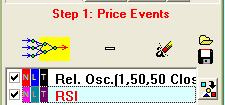 Step 1: Price Events
N L T Rel. Osc.(1,50,50 Clos
N L T RSI